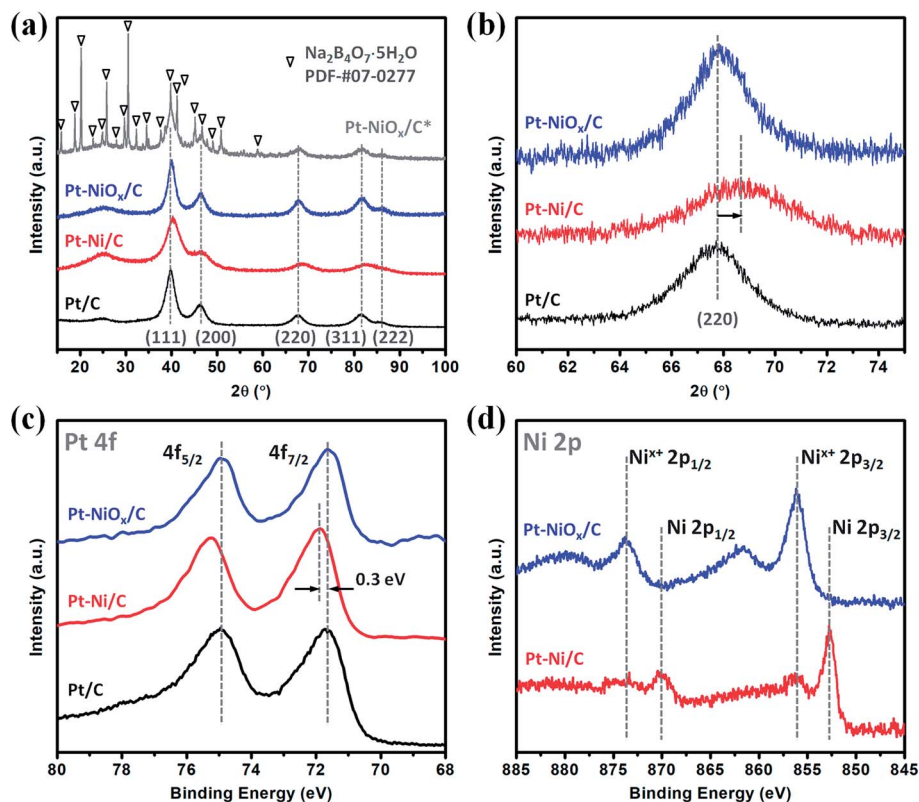 (a)
Na₂B₄O₇·5H₂O
PDF-#07-0277
Pt-NiOₓ/C*
Pt-NiOₓ/C
Pt-Ni/C
Pt/C
(111) (200) (220) (311) (222)
20 30 40 50 60 70 80 90 100
2θ (°)
Intensity (a.u.)
(b)
Pt-NiOₓ/C
Pt-Ni/C
Pt/C
(220)
60 62 64 66 68 70 72 74
2θ (°)
Intensity (a.u.)
(c)
Pt 4f
4f₅/₂ 4f₇/₂
Pt-NiOₓ/C
Pt-Ni/C
0.3 eV
Pt/C
80 77 74 71 68
Binding Energy (eV)
Intensity (a.u.)
(d)
Ni 2p
Niˣ⁺ 2p₁/₂ Niˣ⁺ 2p₃/₂
Ni 2p₁/₂ Ni 2p₃/₂
Pt-NiOₓ/C
Pt-Ni/C
885 880 875 870 865 860 855 850 845
Binding Energy (eV)
Intensity (a.u.)